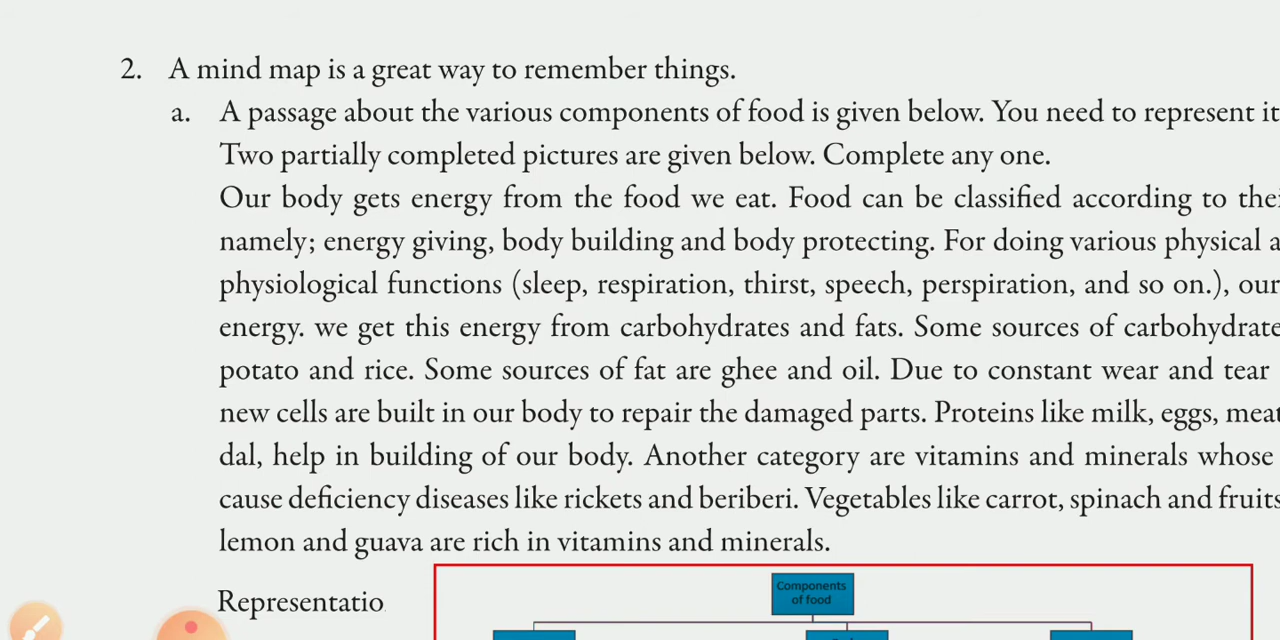 2. A mind map is a great way to remember things.
a. A passage about the various components of food is given below. You need to represent it
Two partially completed pictures are given below. Complete any one.
Our body gets energy from the food we eat. Food can be classified according to
namely; energy giving, body building and body protecting. For doing various physical
physiological functions (sleep, respiration, thirst, speech, perspiration, and so on.), our
energy. we get this energy from carbohydrates and fats. Some sources of
potato and rice. Some sources of fat are ghee and oil. Due to constant wear and tear
new cells are built in our body to repair the damaged parts. Proteins like milk, eggs,
dal, help in building of our body. Another category are vitamins and minerals whose
cause deficiency diseases like rickets and beriberi. Vegetables like carrot, spinach and
lemon and guava are rich in vitamins and minerals.
Representatio
Components
of food